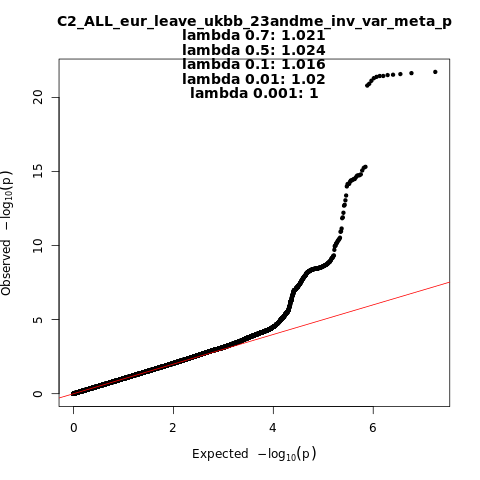 C2_ALL_eur_leave_ukbb_23andme_inv_var_meta_p
lambda 0.7: 1.021
lambda 0.5: 1.024
lambda 0.1: 1.016
lambda 0.01: 1.02
lambda 0.001: 1
20
15
10
5
0
Observed −log10(p)
0 2 4 6
Expected −log10(p)